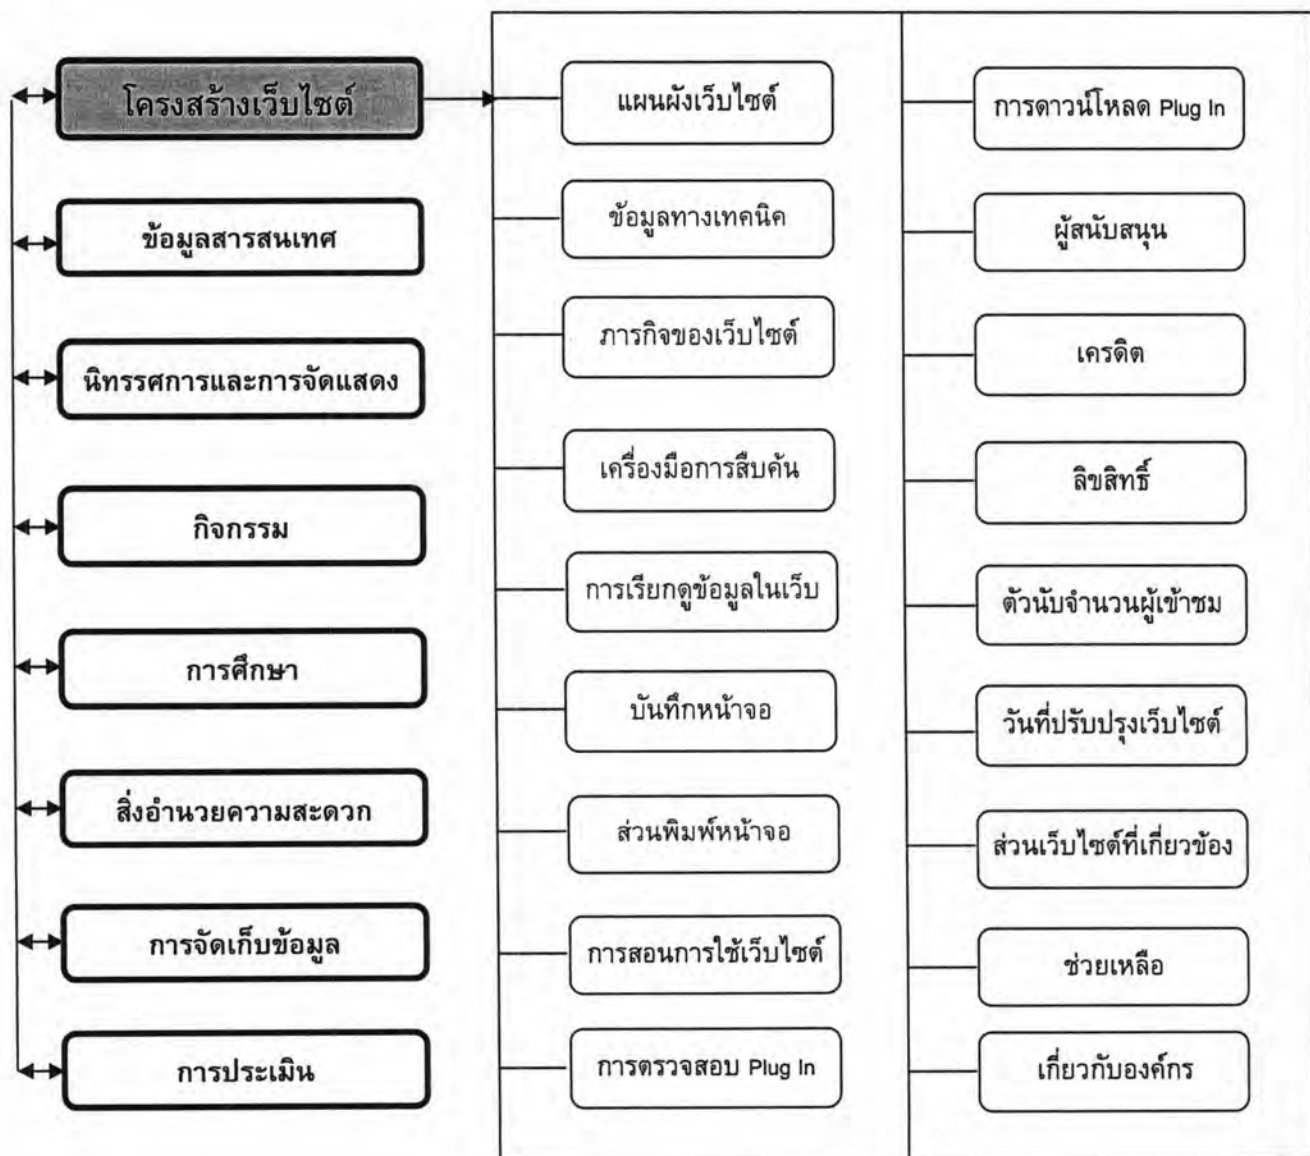 โครงสร้างเว็บไซต์
ข้อมูลสารสนเทศ
นิทรรศการและการจัดแสดง
กิจกรรม
การศึกษา
สิ่งอำนวยความสะดวก
การจัดเก็บข้อมูล
การประเมิน
แผนผังเว็บไซต์
ข้อมูลทางเทคนิค
ภารกิจของเว็บไซต์
เครื่องมือการสืบค้น
การเรียกดูข้อมูลในเว็บ
บันทึกหน้าจอ
ส่วนพิมพ์หน้าจอ
การสอนการใช้เว็บไซต์
การตรวจสอบ Plug In
การดาวน์โหลด Plug In
ผู้สนับสนุน
เครดิต
ลิขสิทธิ์
ตัวนับจำนวนผู้เข้าชม
วันที่ปรับปรุงเว็บไซต์
ส่วนเว็บไซต์ที่เกี่ยวข้อง
ช่วยเหลือ
เกี่ยวกับองค์กร